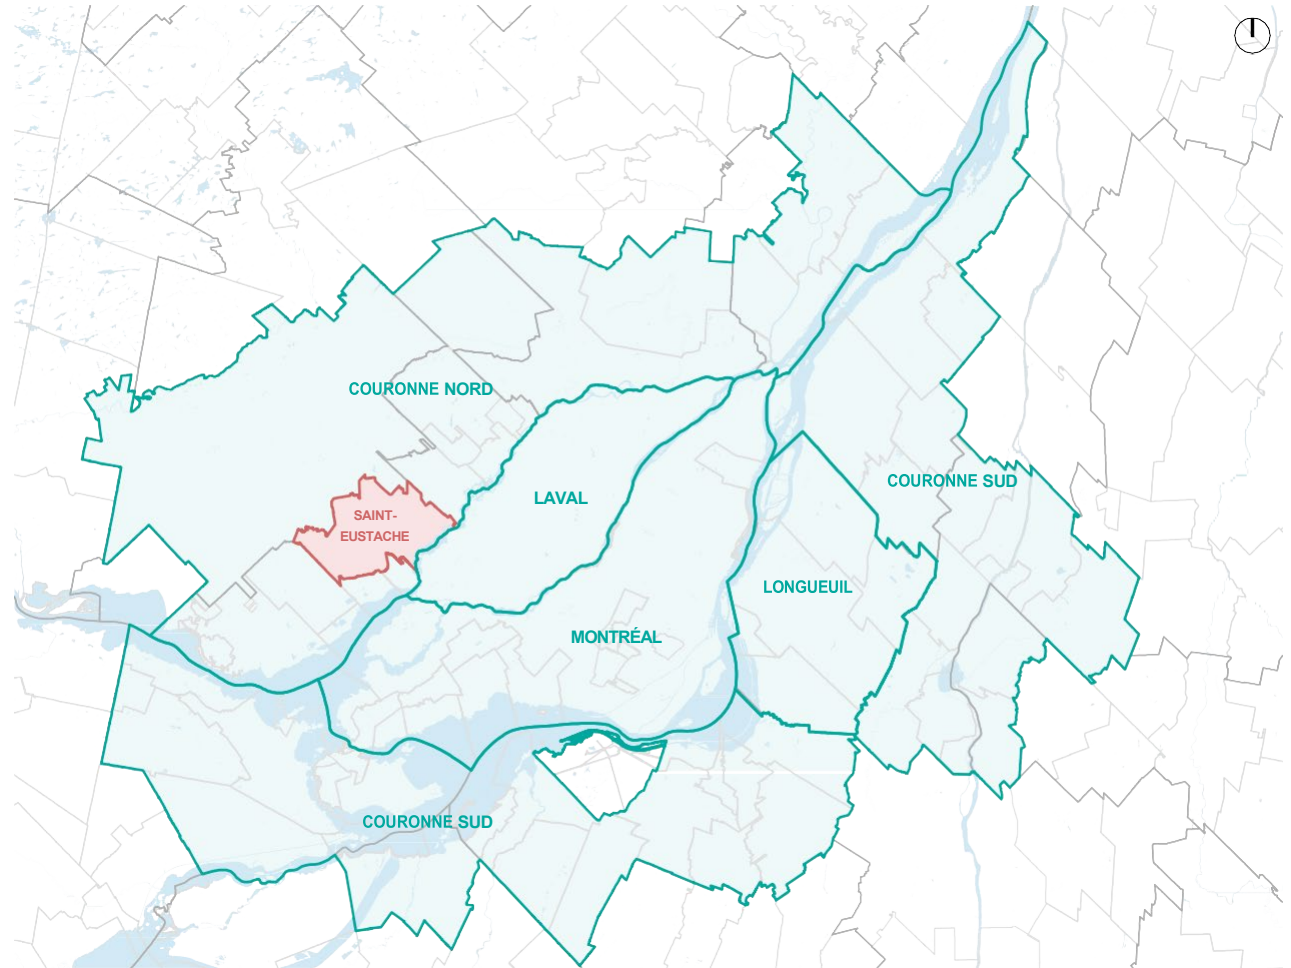 COURONNE NORD
COURONNE SUD
LAVAL
SAINT-
EUSTACHE
LONGUEUIL
MONTRÉAL
COURONNE SUD